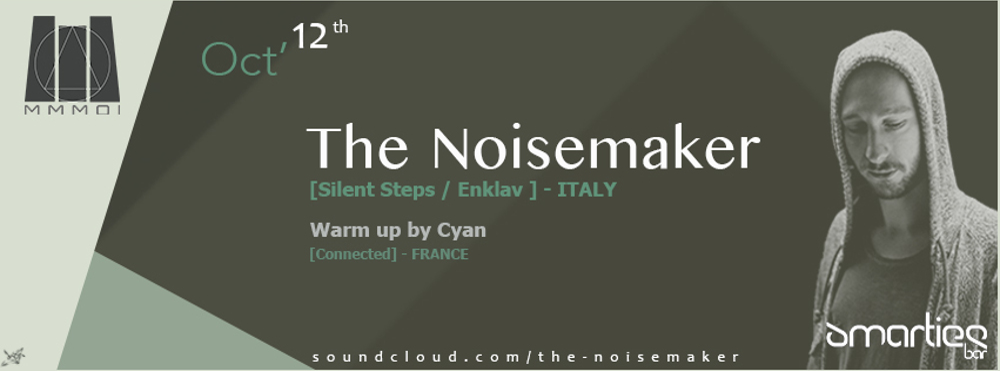 MMMOI
Oct' 12th
The Noisemaker
[Silent Steps / Enklav ] - ITALY
Warm up by Cyan
[Connected] - FRANCE
smarties
bar
soundcloud.com/the-noisemaker